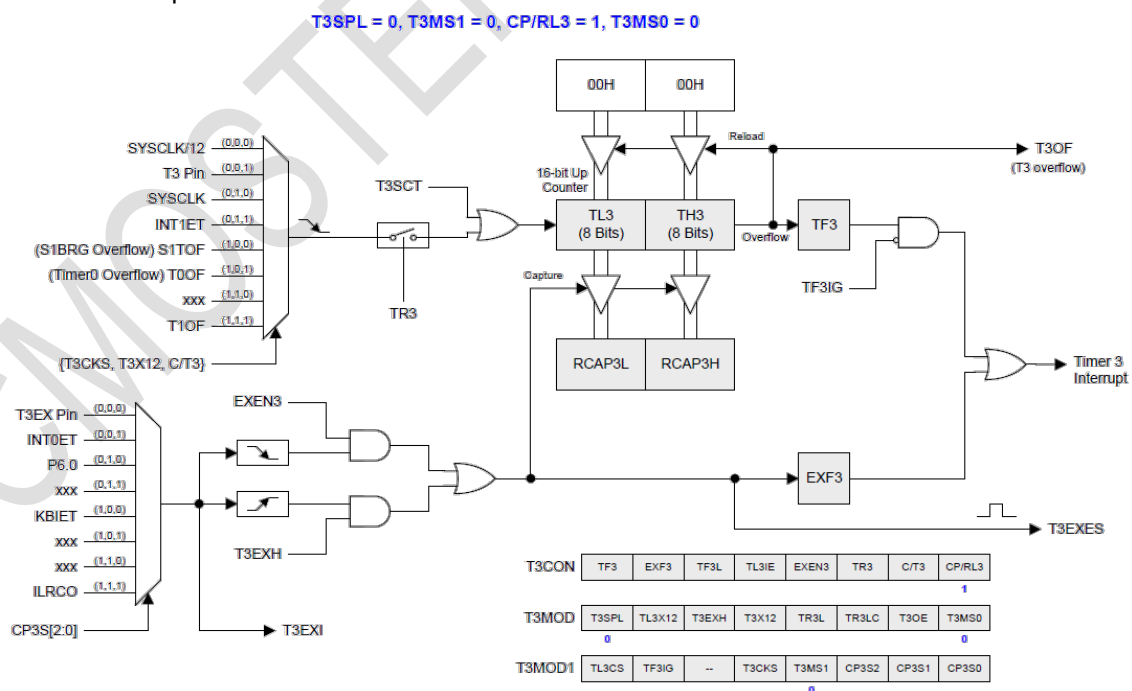 T3SPL = 0, T3MS1 = 0, CP/RL3 = 1, T3MS0 = 0
00H 00H
Reload
T3OF
(T3 overflow)
16-bit Up
Counter
SYSCLK/12 (0,0,0)
T3 Pin (0,0,1)
SYSCLK (0,1,0)
INT1ET (0,1,1)
(S1BRG Overflow) S1TOF (1,0,0)
(Timer0 Overflow) T0OF (1,0,1)
xxx (1,1,0)
T1OF (1,1,1)
{T3CKS, T3X12, C/T3}
T3SCT
TR3
TL3
(8 Bits)
TH3
(8 Bits)
Overflow
TF3
TF3IG
Capture
RCAP3L RCAP3H
Timer 3
Interrupt
T3EX Pin (0,0,0)
INT0ET (0,0,1)
P6.0 (0,1,0)
xxx (0,1,1)
KBIET (1,0,0)
xxx (1,0,1)
xxx (1,1,0)
ILRCO (1,1,1)
CP3S[2:0]
EXEN3
T3EXH
T3EXI
EXF3
T3EXES
T3CON TF3 EXF3 TF3L TL3IE EXEN3 TR3 C/T3 CP/RL3
1
T3MOD T3SPL TL3X12 T3EXH T3X12 TR3L TR3LC T3OE T3MS0
0 0
T3MOD1 TL3CS TF3IG -- T3CKS T3MS1 CP3S2 CP3S1 CP3S0
0